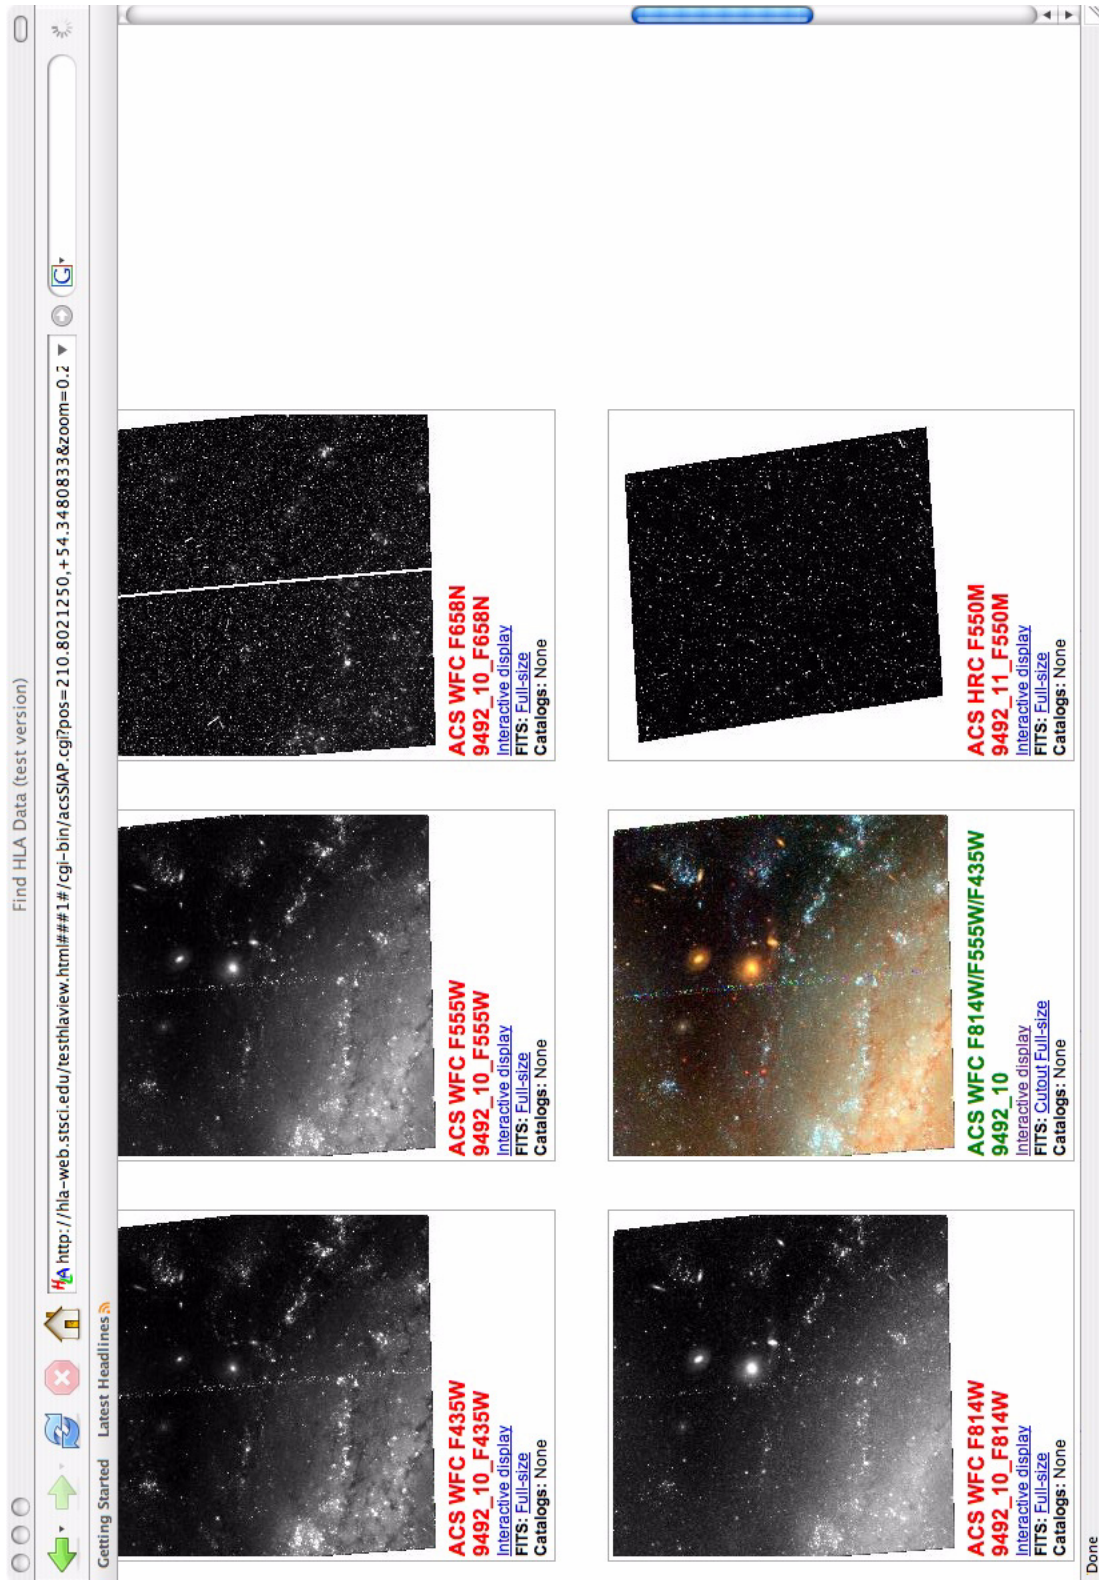 Find HLA Data (test version)
http://hla-web.stsci.edu/testhlaview.html###1#/cgi-bin/acsSIAP.cgi?pos=210.8021250,+54.3480833&zoom=0.2
G
Getting Started Latest Headlines
ACS WFC F435W
9492_10_F435W
Interactive display
FITS: Full-size
Catalogs: None
ACS WFC F555W
9492_10_F555W
Interactive display
FITS: Full-size
Catalogs: None
ACS WFC F658N
9492_10_F658N
Interactive display
FITS: Full-size
Catalogs: None
ACS WFC F814W
9492_10_F814W
Interactive display
FITS: Full-size
Catalogs: None
ACS WFC F814W/F555W/F435W
9492_10
Interactive display
FITS: Cutout Full-size
Catalogs: None
ACS HRC F550M
9492_11_F550M
Interactive display
FITS: Full-size
Catalogs: None
Done